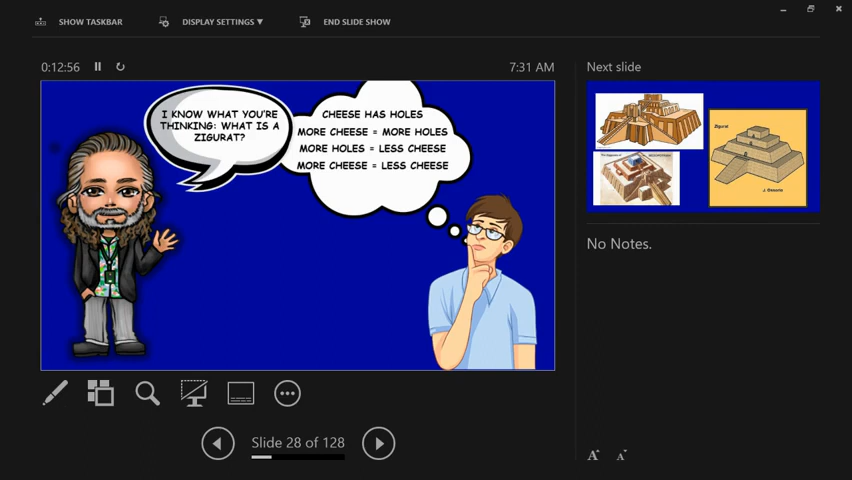 SHOW TASKBAR
DISPLAY SETTINGS ▼
END SLIDE SHOW
0:12:56
7:31 AM
I KNOW WHAT YOU'RE
THINKING: WHAT IS A
ZIGURAT?
CHEESE HAS HOLES
MORE CHEESE = MORE HOLES
MORE HOLES = LESS CHEESE
MORE CHEESE = LESS CHEESE
Next slide
Zigurat
No Notes.
Slide 28 of 128
A
A